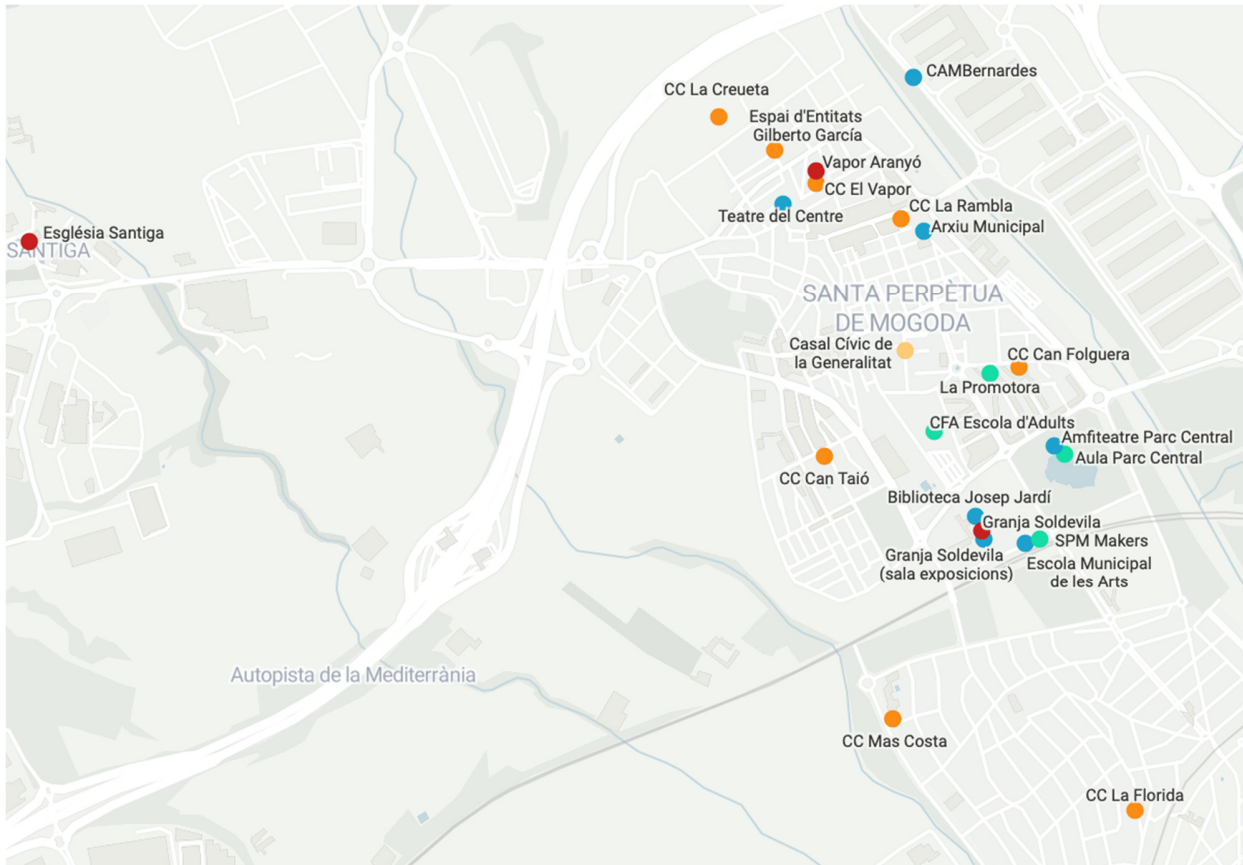 CAMBernardes
CC La Creueta
Espai d'Entitats
Gilberto García
Vapor Aranyó
CC El Vapor
CC La Rambla
Teatre del Centre
Arxiu Municipal
Església Santiga
SANTIGA
SANTA PERPÈTUA
DE MOGODA
Casal Cívic de
la Generalitat
CC Can Folguera
La Promotora
CFA Escola d'Adults
Amfiteatre Parc Central
Aula Parc Central
CC Can Taió
Biblioteca Josep Jardí
Granja Soldevila
SPM Makers
Granja Soldevila
(sala exposicions)
Escola Municipal
de les Arts
Autopista de la Mediterrània
CC Mas Costa
CC La Florida